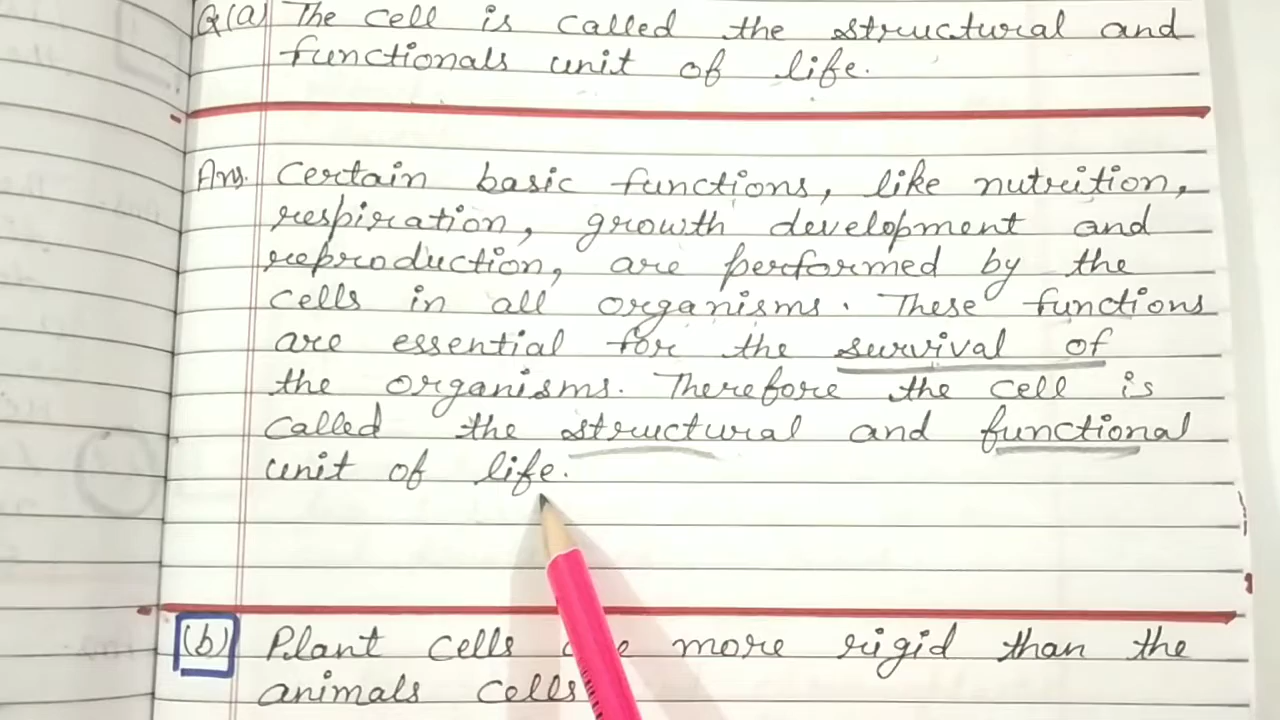 Q(a) The cell is called the structural and
functionals unit of life.
Ans. Certain basic functions, like nutrition,
respiration, growth development and
reproduction, are performed by the
cells in all organisms. These functions
are essential for the survival of
the organisms. Therefore the cell is
called the structural and functional
unit of life.
(b) Plant cells are more rigid than the
animals cells